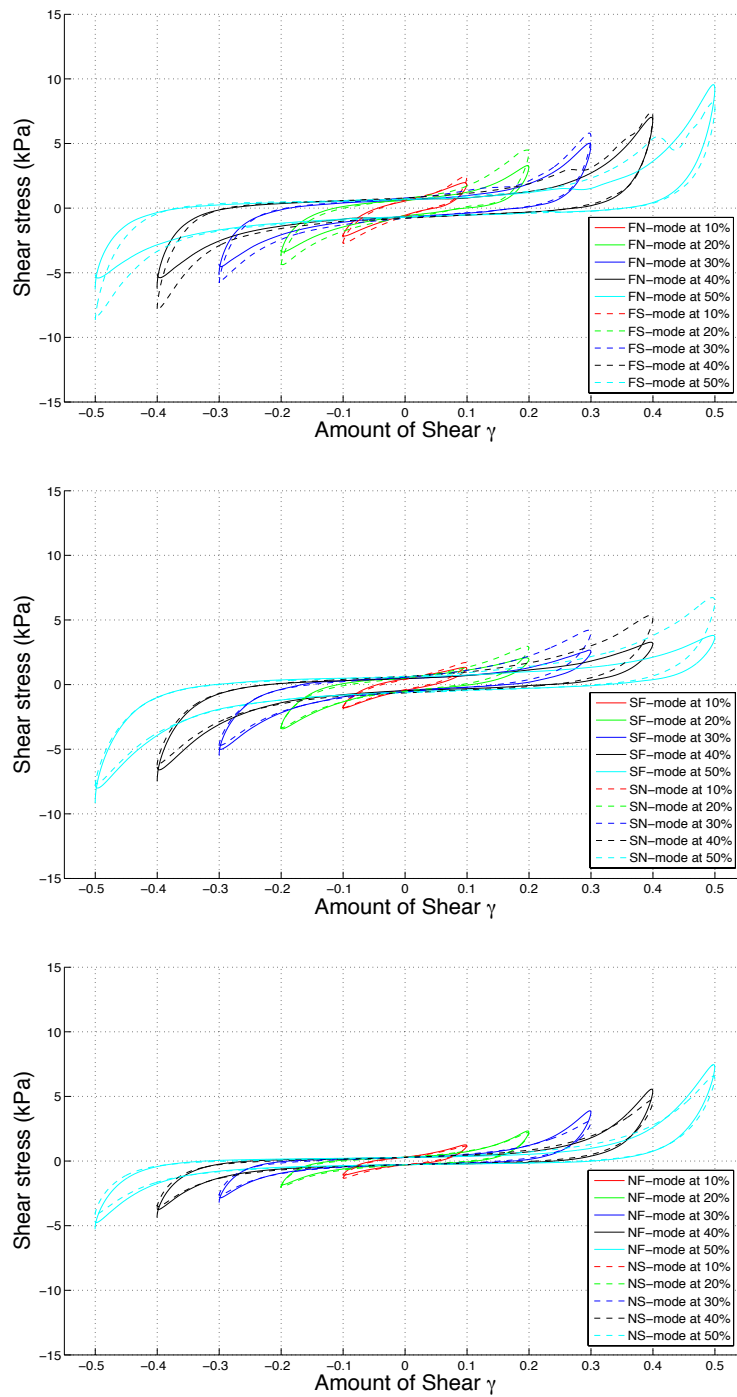 15
10
5
0
−5
−10
−15
Shear stress (kPa)
FN−mode at 10%
FN−mode at 20%
FN−mode at 30%
FN−mode at 40%
FN−mode at 50%
FS−mode at 10%
FS−mode at 20%
FS−mode at 30%
FS−mode at 40%
FS−mode at 50%
−0.5 −0.4 −0.3 −0.2 −0.1 0 0.1 0.2 0.3 0.4 0.5
Amount of Shear γ
15
10
5
0
−5
−10
−15
Shear stress (kPa)
SF−mode at 10%
SF−mode at 20%
SF−mode at 30%
SF−mode at 40%
SF−mode at 50%
SN−mode at 10%
SN−mode at 20%
SN−mode at 30%
SN−mode at 40%
SN−mode at 50%
−0.5 −0.4 −0.3 −0.2 −0.1 0 0.1 0.2 0.3 0.4 0.5
Amount of Shear γ
15
10
5
0
−5
−10
−15
Shear stress (kPa)
NF−mode at 10%
NF−mode at 20%
NF−mode at 30%
NF−mode at 40%
NF−mode at 50%
NS−mode at 10%
NS−mode at 20%
NS−mode at 30%
NS−mode at 40%
NS−mode at 50%
−0.5 −0.4 −0.3 −0.2 −0.1 0 0.1 0.2 0.3 0.4 0.5
Amount of Shear γ